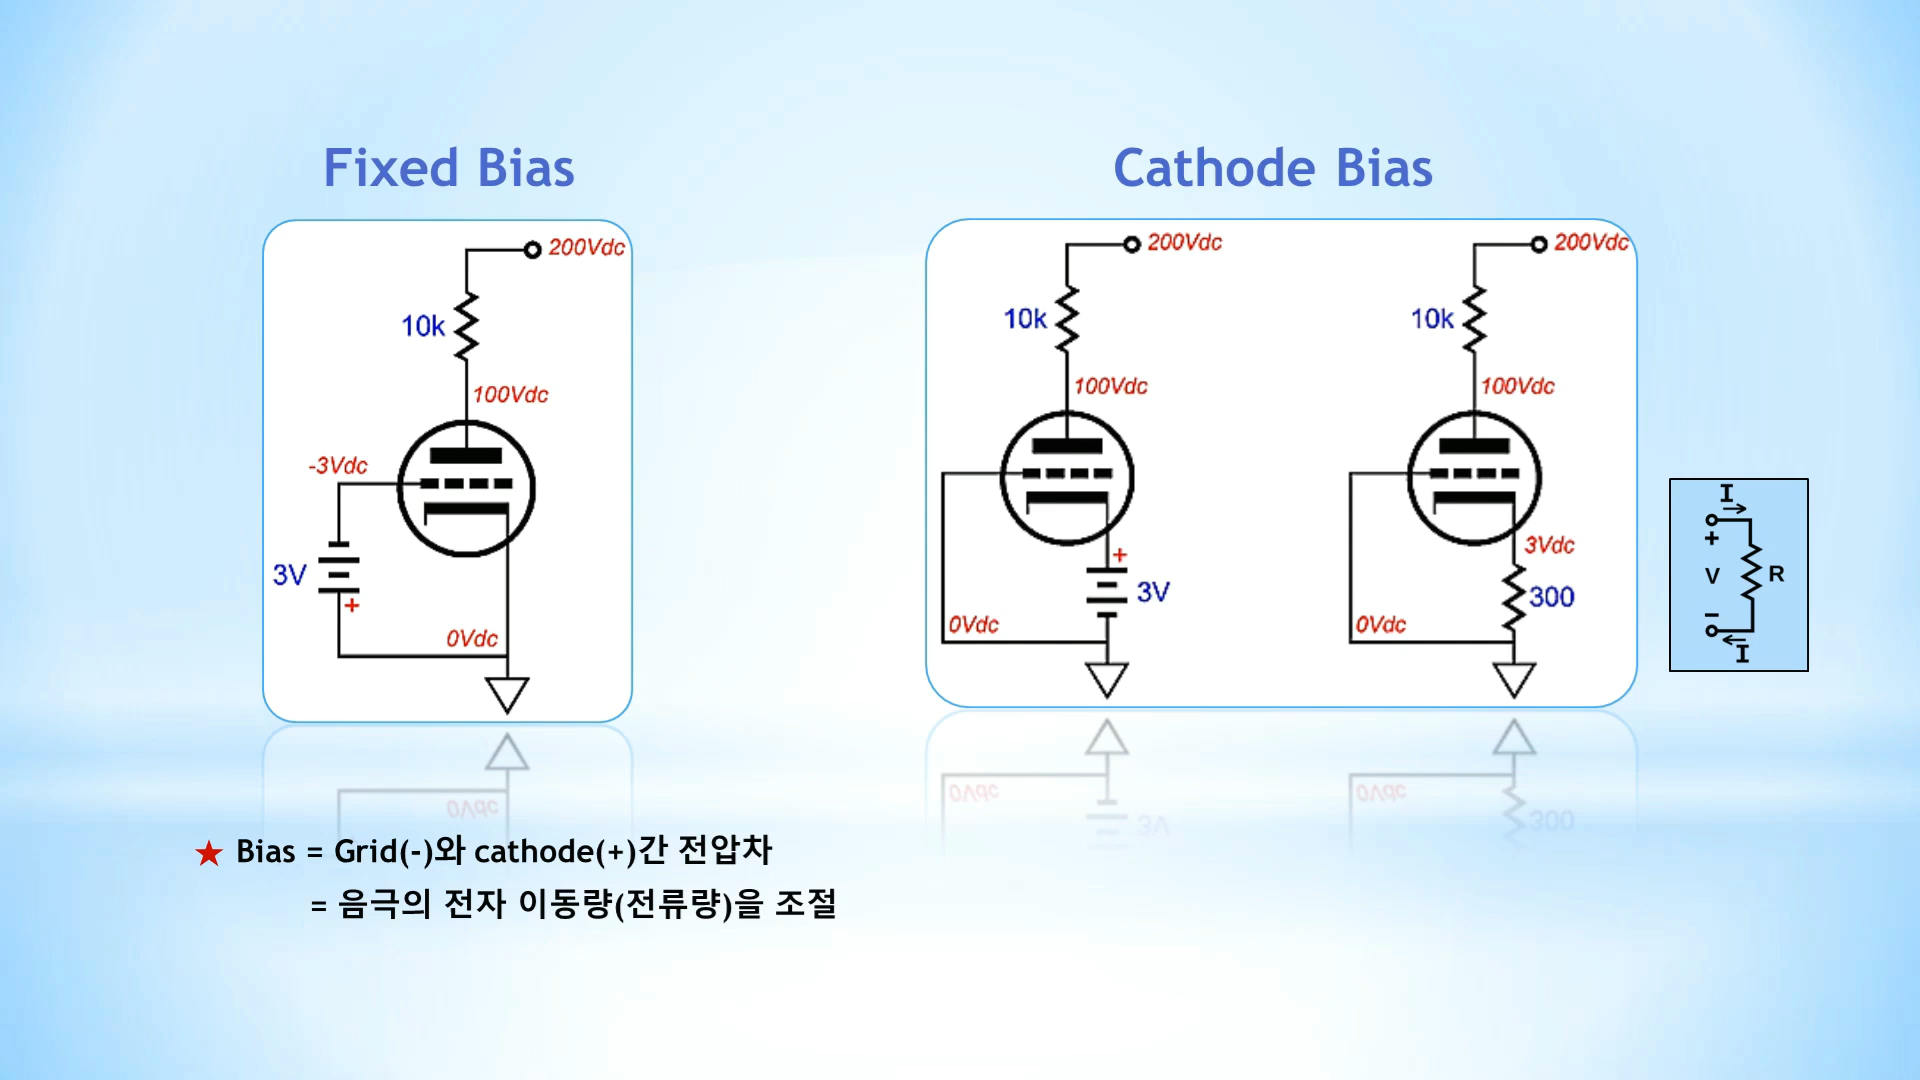 Fixed Bias
200Vdc
10k
100Vdc
-3Vdc
3V
+
0Vdc
Cathode Bias
200Vdc
10k
100Vdc
+
3V
0Vdc
200Vdc
10k
100Vdc
3Vdc
300
0Vdc
I
+
V
R
−
I
★ Bias = Grid(-)와 cathode(+)간 전압차
= 음극의 전자 이동량(전류량)을 조절